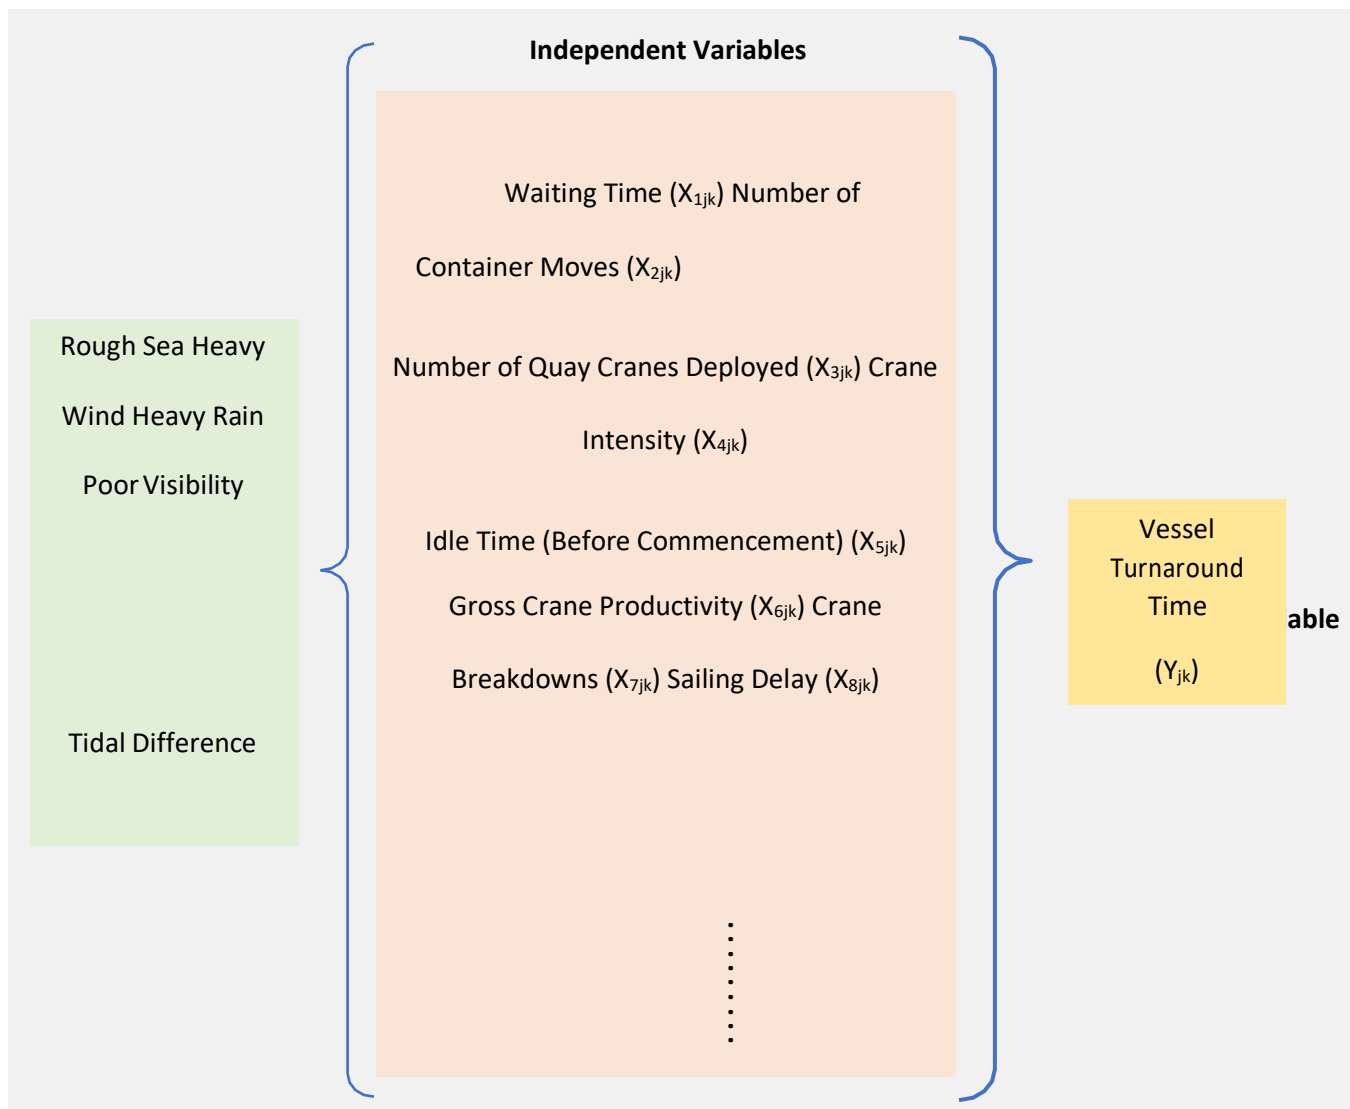 Independent Variables
Waiting Time (X1jk) Number of
Container Moves (X2jk)
Number of Quay Cranes Deployed (X3jk) Crane
Intensity (X4jk)
Idle Time (Before Commencement) (X5jk)
Gross Crane Productivity (X6jk) Crane
Breakdowns (X7jk) Sailing Delay (X8jk)
Rough Sea Heavy
Wind Heavy Rain
Poor Visibility
Tidal Difference
Vessel
Turnaround
Time
(Yjk)
iable